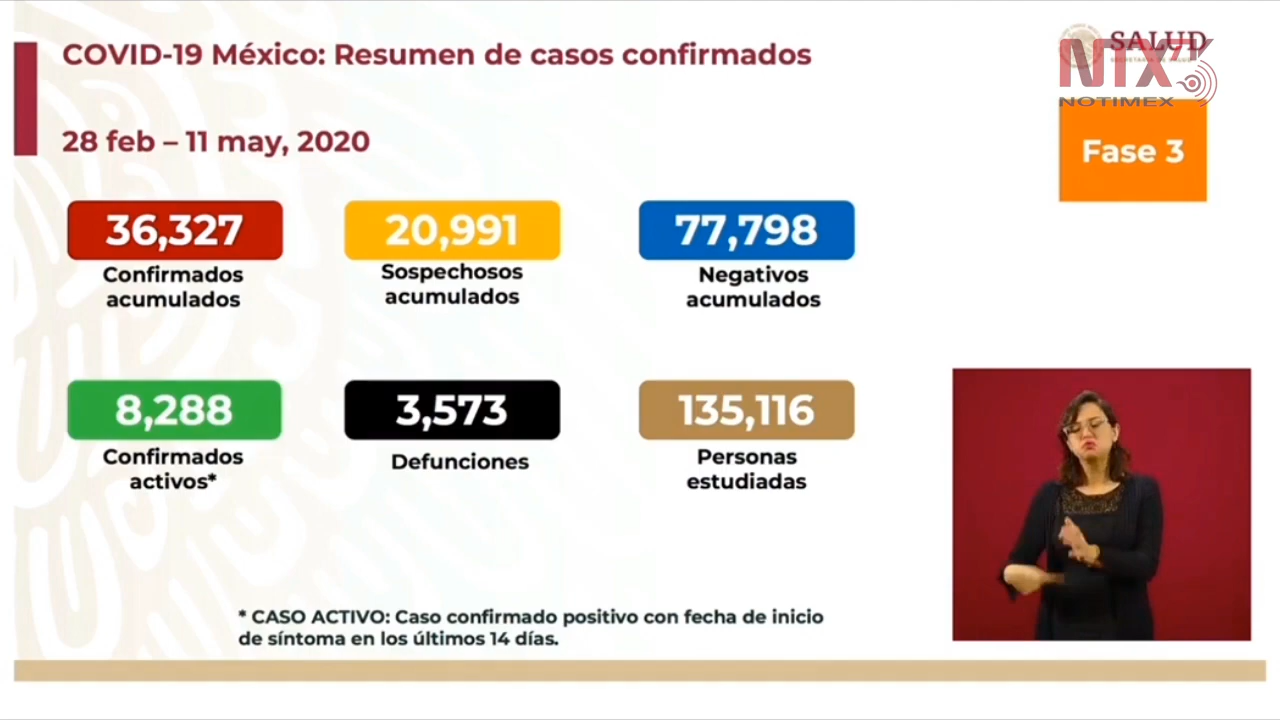 COVID-19 México: Resumen de casos confirmados
SALUD
NTX
NOTIMEX
28 feb – 11 may, 2020
Fase 3
36,327
20,991
77,798
Confirmados
acumulados
Sospechosos
acumulados
Negativos
acumulados
8,288
3,573
135,116
Confirmados
activos*
Defunciones
Personas
estudiadas
* CASO ACTIVO: Caso confirmado positivo con fecha de inicio
de síntoma en los últimos 14 días.